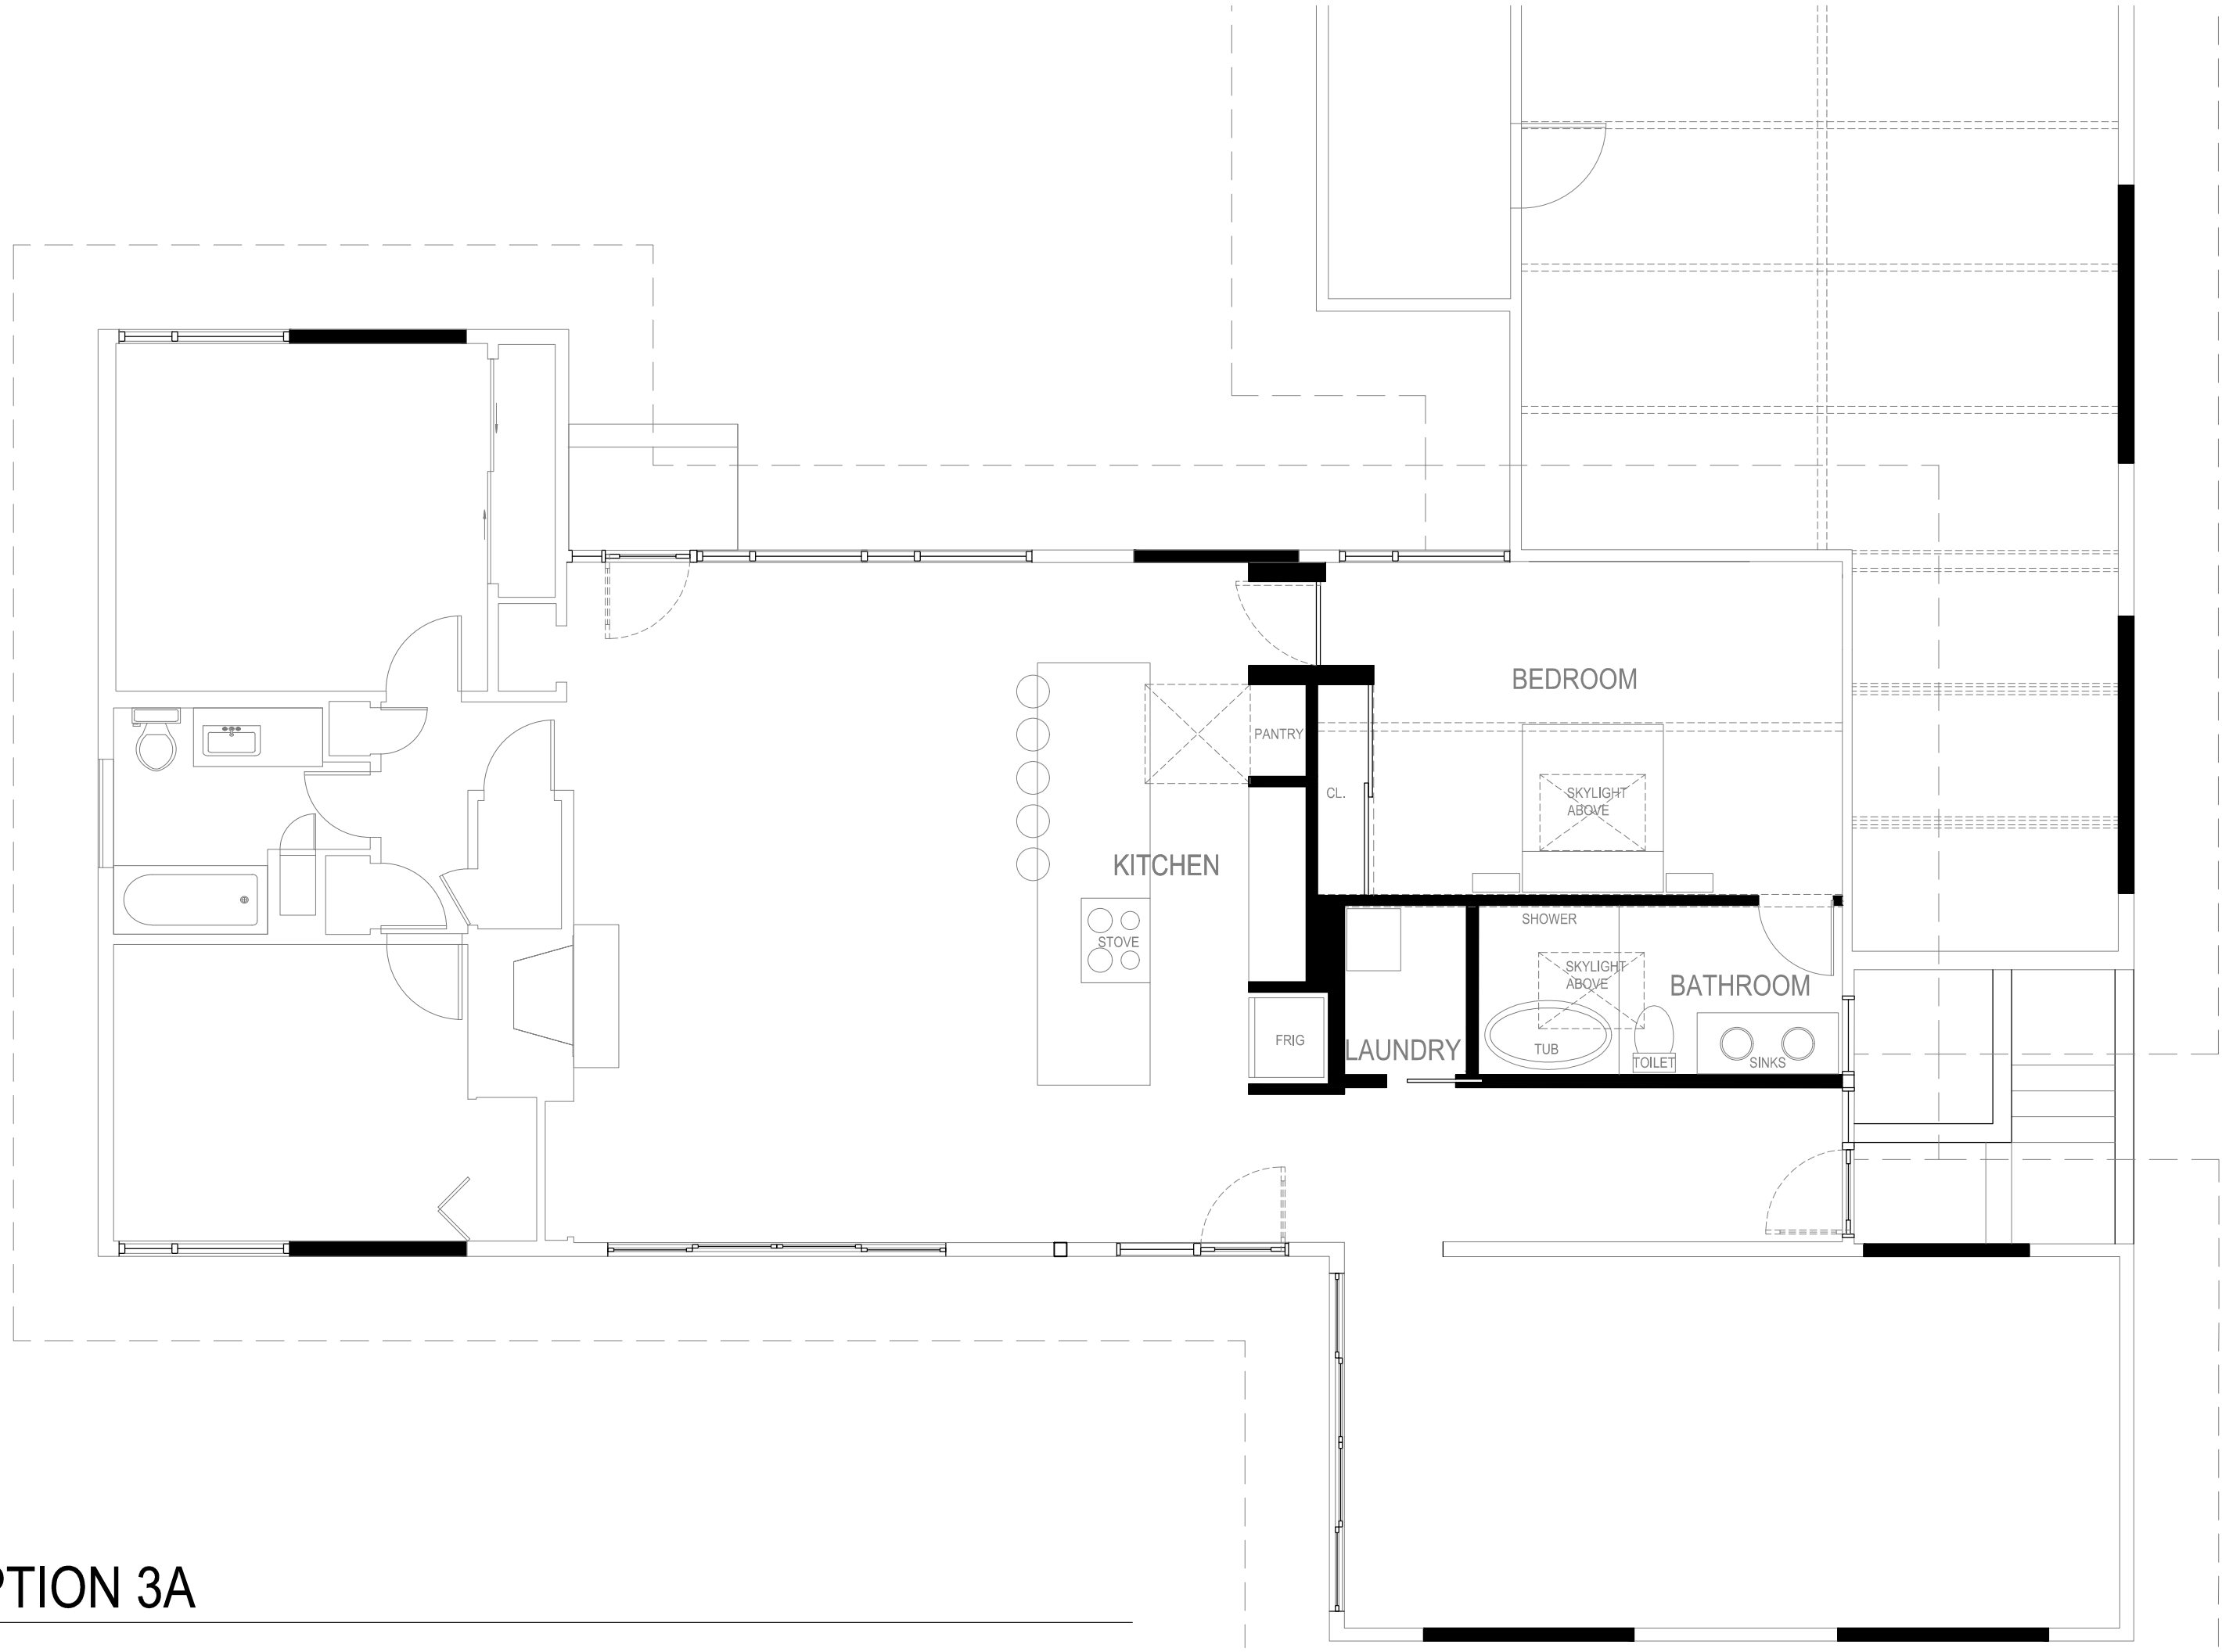 BEDROOM
PANTRY
CL.
SKYLIGHT
ABOVE
KITCHEN
SHOWER
STOVE
SKYLIGHT
ABOVE
BATHROOM
FRIG
LAUNDRY
TUB
TOILET
SINKS
PTION 3A